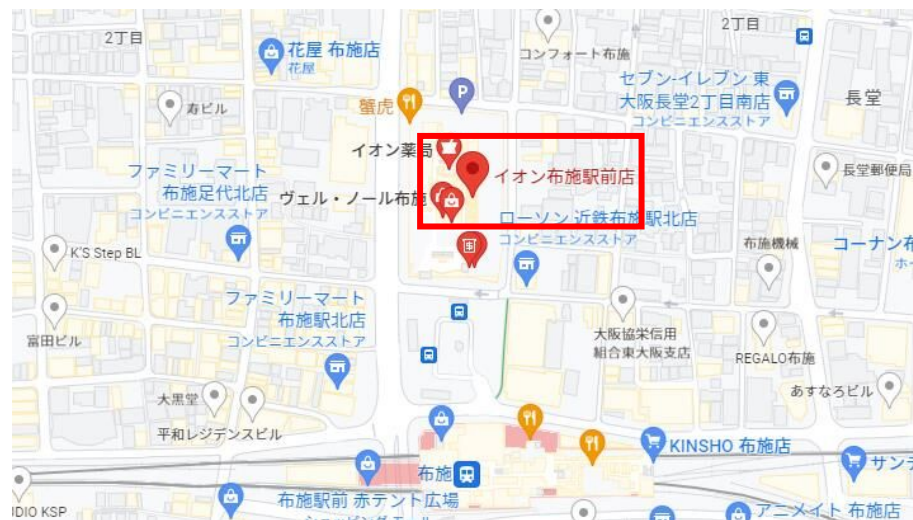 2丁目
2丁目
花屋 布施店
花屋
コンフォート布施
セブン-イレブン 東
大阪長堂2丁目南店
コンビニエンスストア
長堂
P
寿ビル
蟹虎
イオン薬局
イオン布施駅前店
長堂郵便局
ファミリーマート
布施足代北店
コンビニエンスストア
ヴェル・ノール布施
ローソン 近鉄布施駅北店
コンビニエンスストア
K'S Step BL
布施機械
コーナン布
ホー
ファミリーマート
布施駅北店
コンビニエンスストア
富田ビル
大阪協栄信用
組合東大阪支店
REGALO布施
あすなろビル
大黒堂
平和レジデンスビル
KINSHO 布施店
布施
サンラ
布施駅前 赤テント広場
DIO KSP
アニメイト 布施店